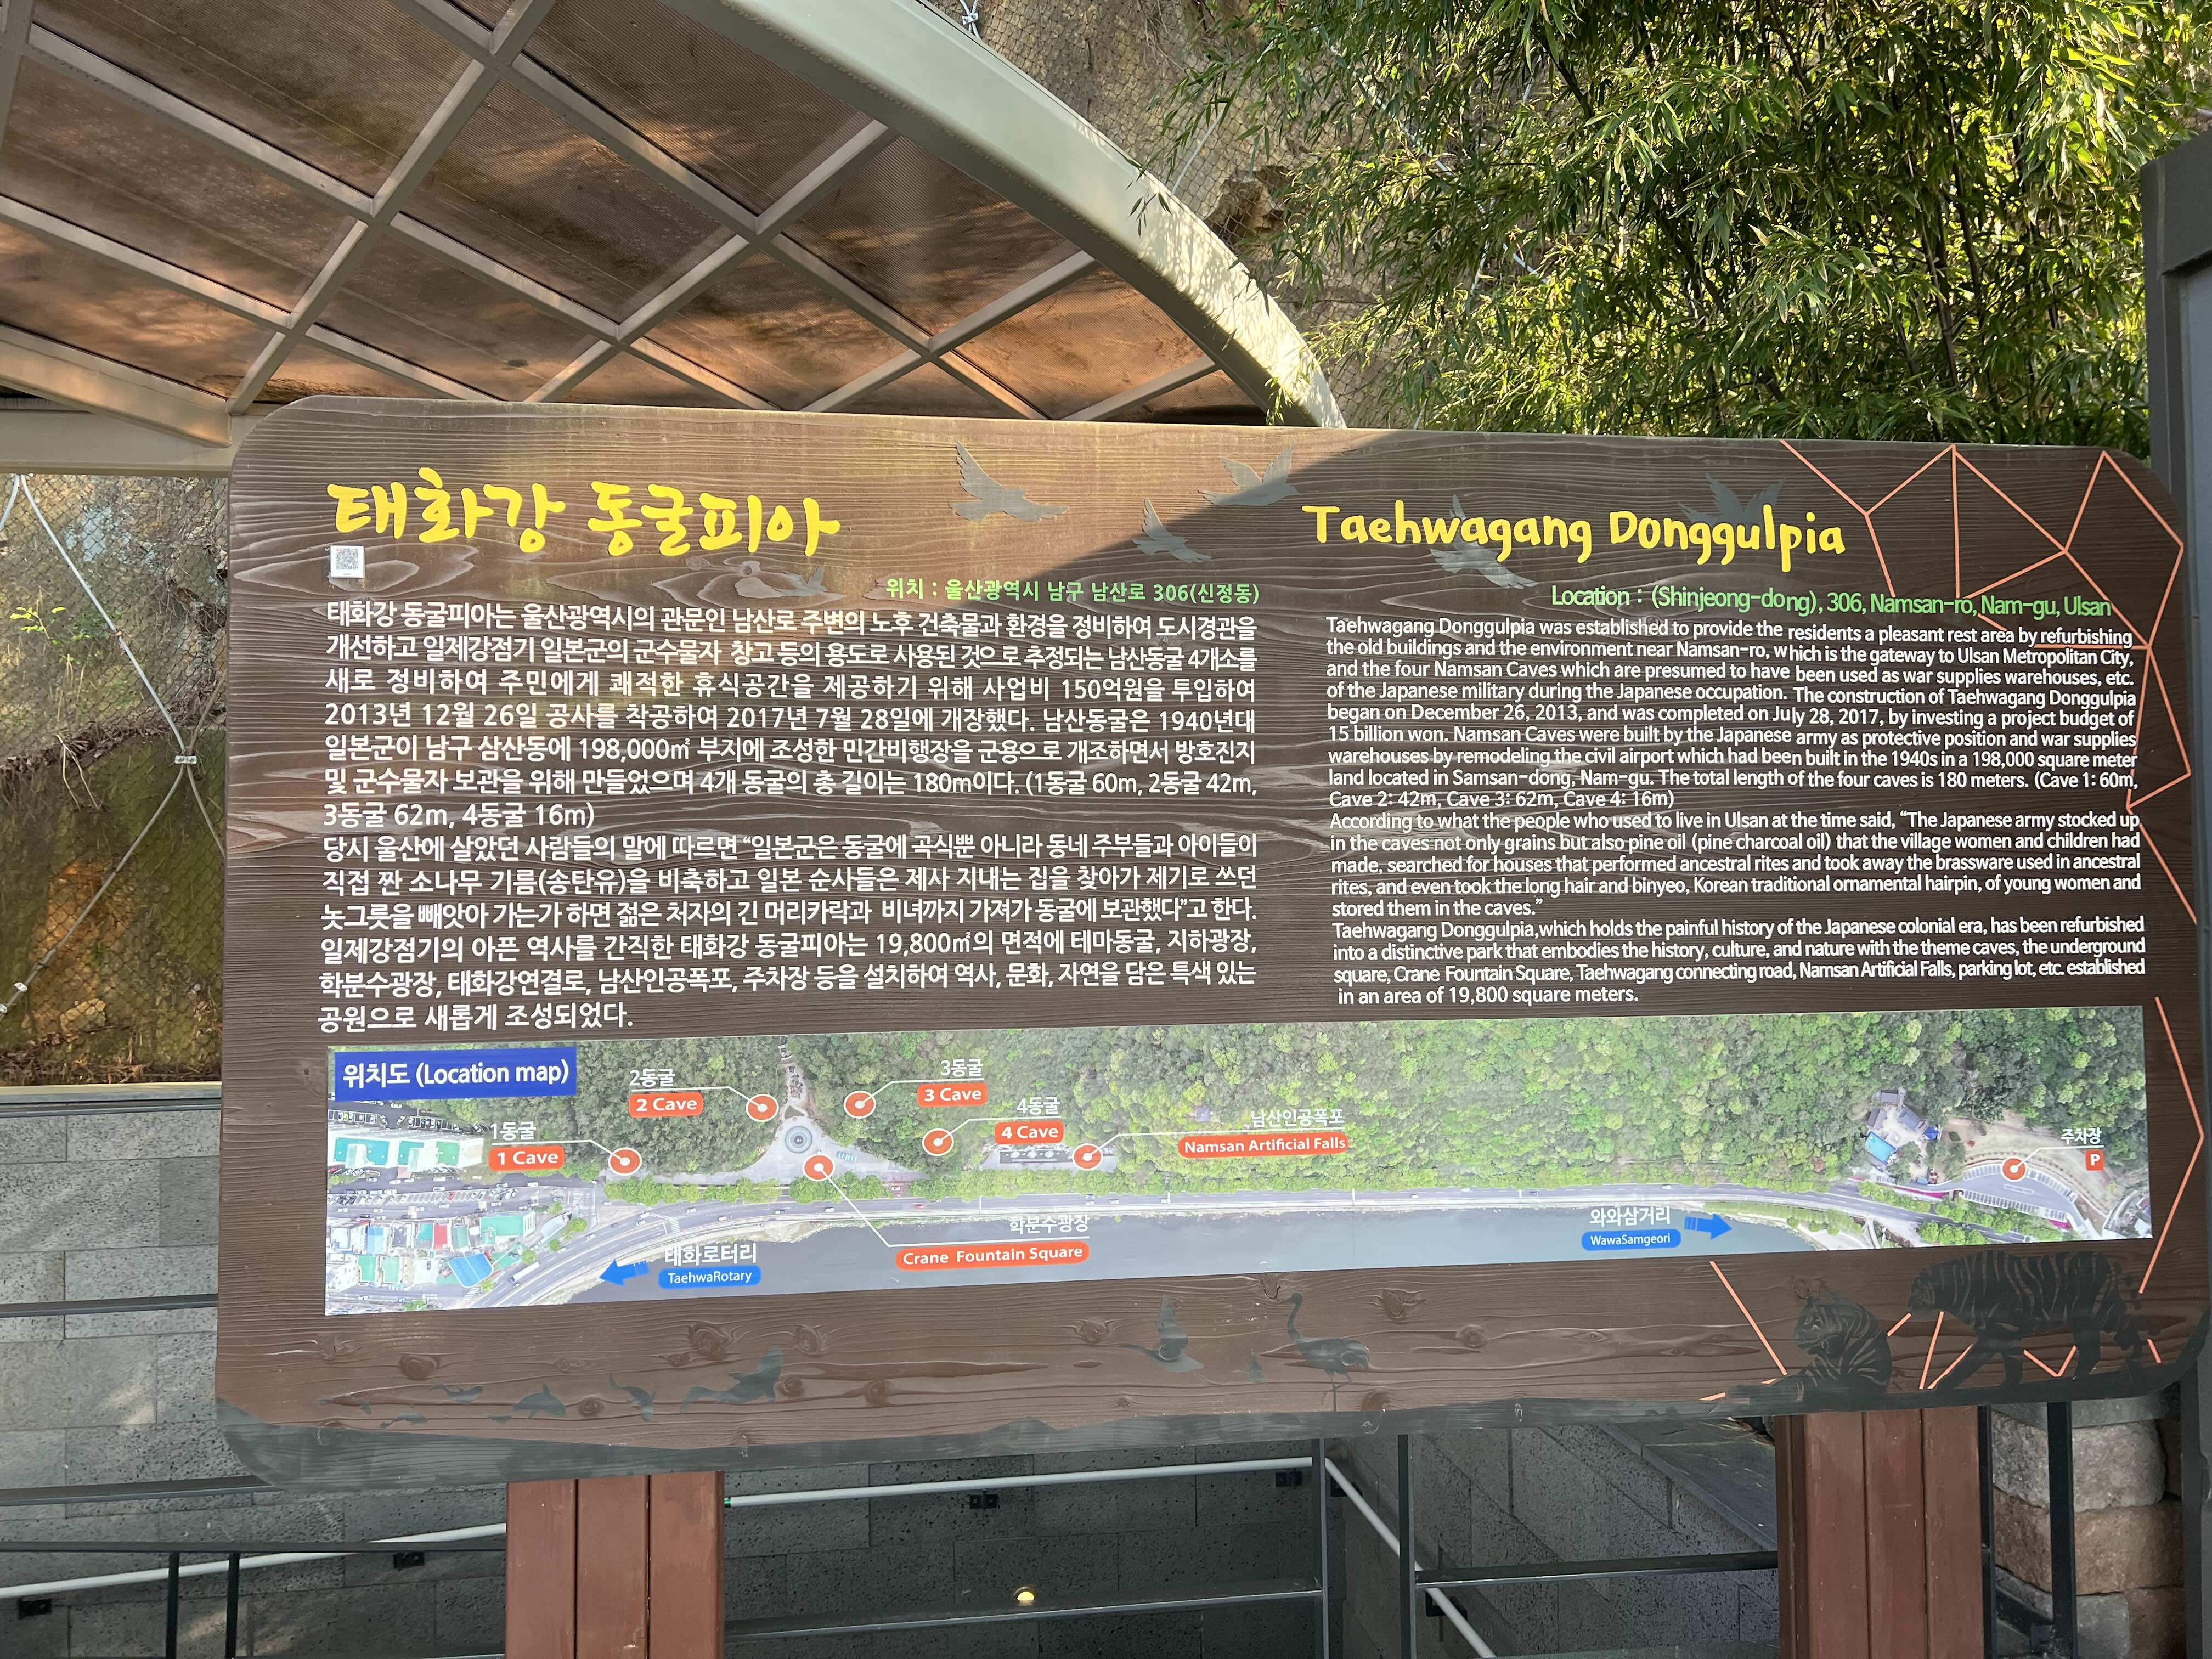 태화강 동굴피아
위치 : 울산광역시 남구 남산로 306(신정동)
태화강 동굴피아는 울산광역시의 관문인 남산로 주변의 노후 건축물과 환경을 정비하여 도시경관을
개선하고 일제강점기 일본군의 군수물자 창고 등의 용도로 사용된 것으로 추정되는 남산동굴 4개소를
새로 정비하여 주민에게 쾌적한 휴식공간을 제공하기 위해 사업비 150억원을 투입하여
2013년 12월 26일 공사를 착공하여 2017년 7월 28일에 개장했다. 남산동굴은 1940년대
일본군이 남구 삼산동에 198,000㎡ 부지에 조성한 민간비행장을 군용으로 개조하면서 방호진지
및 군수물자 보관을 위해 만들었으며 4개 동굴의 총 길이는 180m이다. (1동굴 60m, 2동굴 42m,
3동굴 62m, 4동굴 16m)
당시 울산에 살았던 사람들의 말에 따르면 “일본군은 동굴에 곡식뿐 아니라 동네 주부들과 아이들이
직접 짠 소나무 기름(송탄유)을 비축하고 일본 순사들은 제사 지내는 집을 찾아가 제기로 쓰던
놋그릇을 빼앗아 가는가 하면 젊은 처자의 긴 머리카락과 비녀까지 가져가 동굴에 보관했다”고 한다.
일제강점기의 아픈 역사를 간직한 태화강 동굴피아는 19,800㎡의 면적에 테마동굴, 지하광장,
학분수광장, 태화강연결로, 남산인공폭포, 주차장 등을 설치하여 역사, 문화, 자연을 담은 특색 있는
공원으로 새롭게 조성되었다.
Taehwagang Donggulpia
Location : (Shinjeong-dong), 306, Namsan-ro, Nam-gu, Ulsan
Taehwagang Donggulpia was established to provide the residents a pleasant rest area by refurbishing
the old buildings and the environment near Namsan-ro, which is the gateway to Ulsan Metropolitan City,
and the four Namsan Caves which are presumed to have been used as war supplies warehouses, etc.
of the Japanese military during the Japanese occupation. The construction of Taehwagang Donggulpia
began on December 26, 2013, and was completed on July 28, 2017, by investing a project budget of
15 billion won. Namsan Caves were built by the Japanese army as protective position and war supplies
warehouses by remodeling the civil airport which had been built in the 1940s in a 198,000 square meter
land located in Samsan-dong, Nam-gu. The total length of the four caves is 180 meters. (Cave 1: 60m,
Cave 2: 42m, Cave 3: 62m, Cave 4: 16m)
According to what the people who used to live in Ulsan at the time said, “The Japanese army stocked up
in the caves not only grains but also pine oil (pine charcoal oil) that the village women and children had
made, searched for houses that performed ancestral rites and took away the brassware used in ancestral
rites, and even took the long hair and binyeo, Korean traditional ornamental hairpin, of young women and
stored them in the caves.”
Taehwagang Donggulpia,which holds the painful history of the Japanese colonial era, has been refurbished
into a distinctive park that embodies the history, culture, and nature with the theme caves, the underground
square, Crane Fountain Square, Taehwagang connecting road, Namsan Artificial Falls, parking lot, etc. established
in an area of 19,800 square meters.
위치도 (Location map)
2동굴
2 Cave
3동굴
3 Cave
1동굴
1 Cave
4동굴
4 Cave
남산인공폭포
Namsan Artificial Falls
주차장
P
학분수광장
Crane Fountain Square
와와삼거리
WawaSamgeori
태화로터리
TaehwaRotary